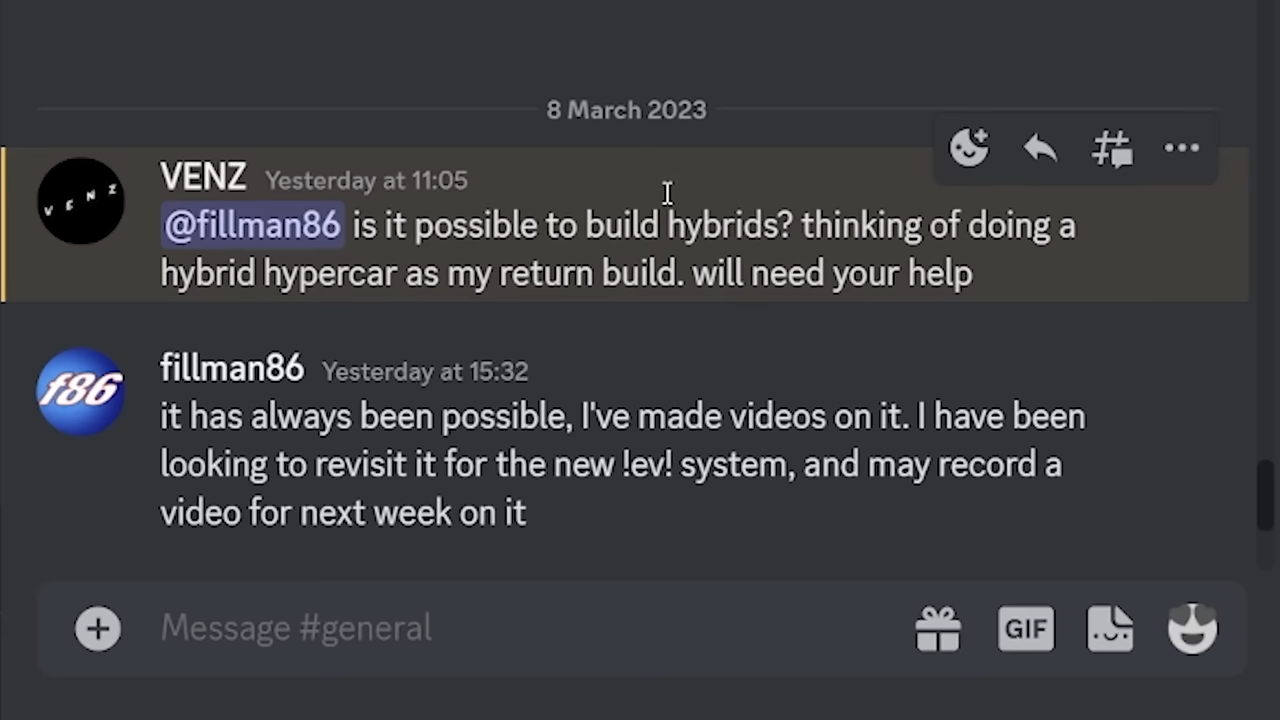 8 March 2023
VENZ
VENZ Yesterday at 11:05
@fillman86 is it possible to build hybrids? thinking of doing a
hybrid hypercar as my return build. will need your help
f86
fillman86 Yesterday at 15:32
it has always been possible, I've made videos on it. I have been
looking to revisit it for the new !ev! system, and may record a
video for next week on it
Message #general
GIF